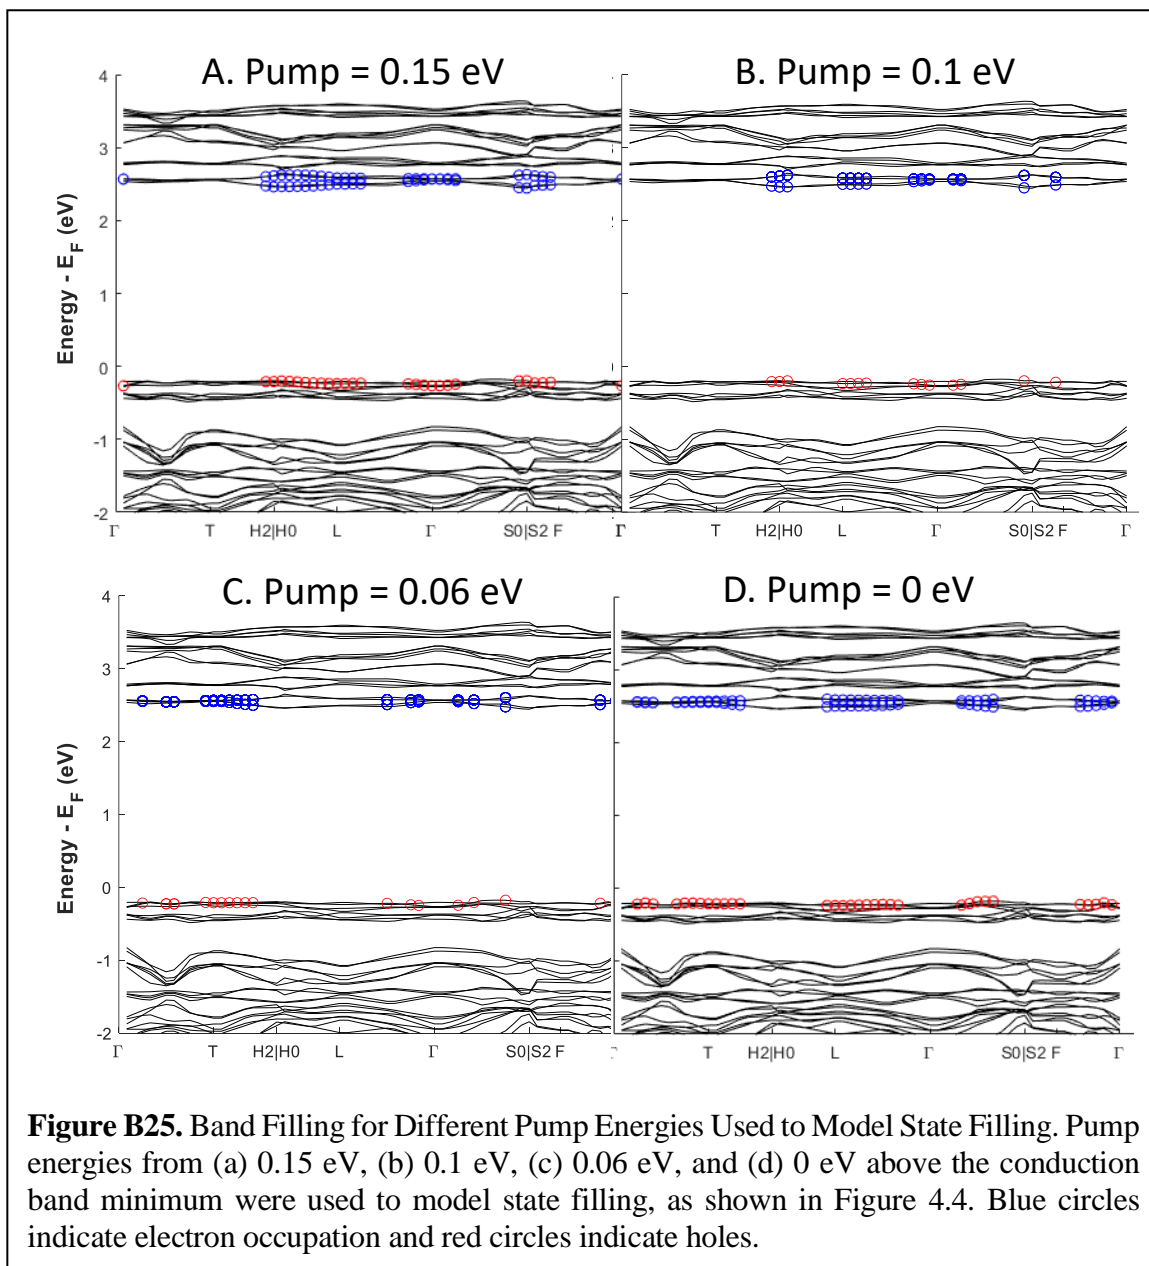 A. Pump = 0.15 eV
B. Pump = 0.1 eV
4
3
2
1
0
-1
-2
Energy - E_F (eV)
Γ T H2|H0 L Γ S0|S2 F Γ
T H2|H0 L Γ S0|S2 F Γ
C. Pump = 0.06 eV
D. Pump = 0 eV
4
3
2
1
0
-1
-2
Energy - E_F (eV)
Γ T H2|H0 L Γ S0|S2 F Γ
T H2|H0 L Γ S0|S2 F Γ
Figure B25. Band Filling for Different Pump Energies Used to Model State Filling. Pump
energies from (a) 0.15 eV, (b) 0.1 eV, (c) 0.06 eV, and (d) 0 eV above the conduction
band minimum were used to model state filling, as shown in Figure 4.4. Blue circles
indicate electron occupation and red circles indicate holes.